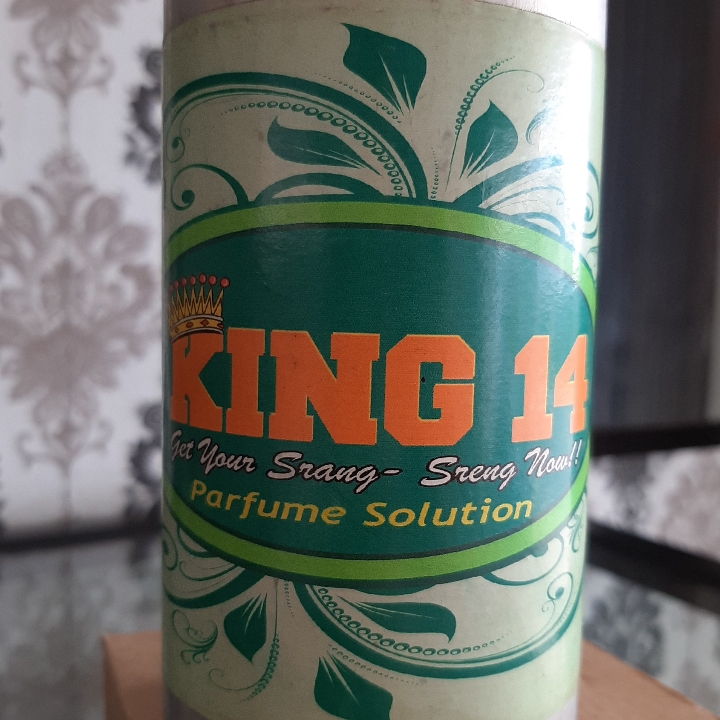 KING 14
Get Your Srang- Sreng Now!!
Parfume Solution